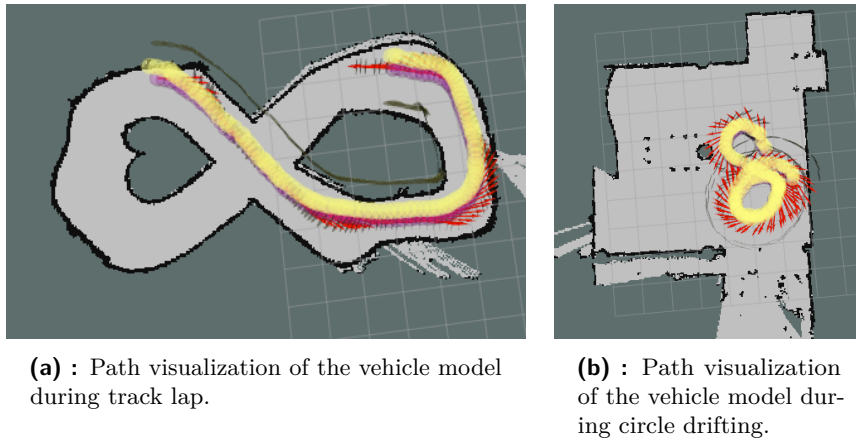 (a) : Path visualization of the vehicle model
during track lap.
(b) : Path visualization
of the vehicle model dur-
ing circle drifting.